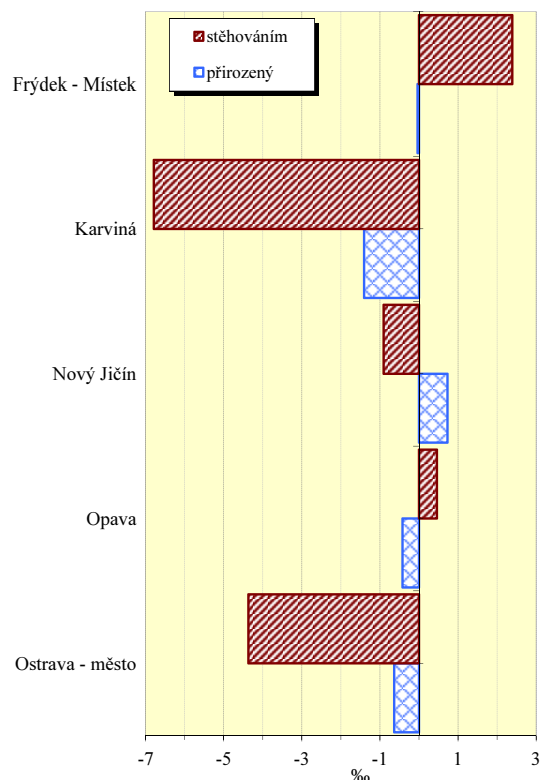 stěhováním
přirozený
Frýdek - Místek
Karviná
Nový Jičín
Opava
Ostrava - město
-7 -5 -3 -1 1 3
‰